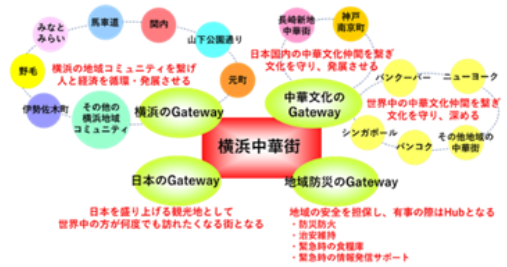 みなと
みらい
馬車道
関内
山下公園通り
元町
野毛
伊勢佐木町
その他の
横浜地域
コミュニティ
横浜の地域コミュニティを繋げ
人と経済を循環・発展させる
横浜のGateway
長崎新地
中華街
神戸
南京町
日本国内の中華文化仲間を繋ぎ
文化を守り、発展させる
中華文化の
Gateway
バンクーバー
ニューヨーク
世界中の中華文化仲間を繋ぎ
文化を守り、深める
シンガポール
バンコク
その他地域の
中華街
横浜中華街
日本のGateway
日本を盛り上げる観光地として
世界中の方が何度でも訪れたくなる街となる
地域防災のGateway
地域の安全を担保し、有事の際はHubとなる
・防災防火
・治安維持
・緊急時の食糧庫
・緊急時の情報発信サポート